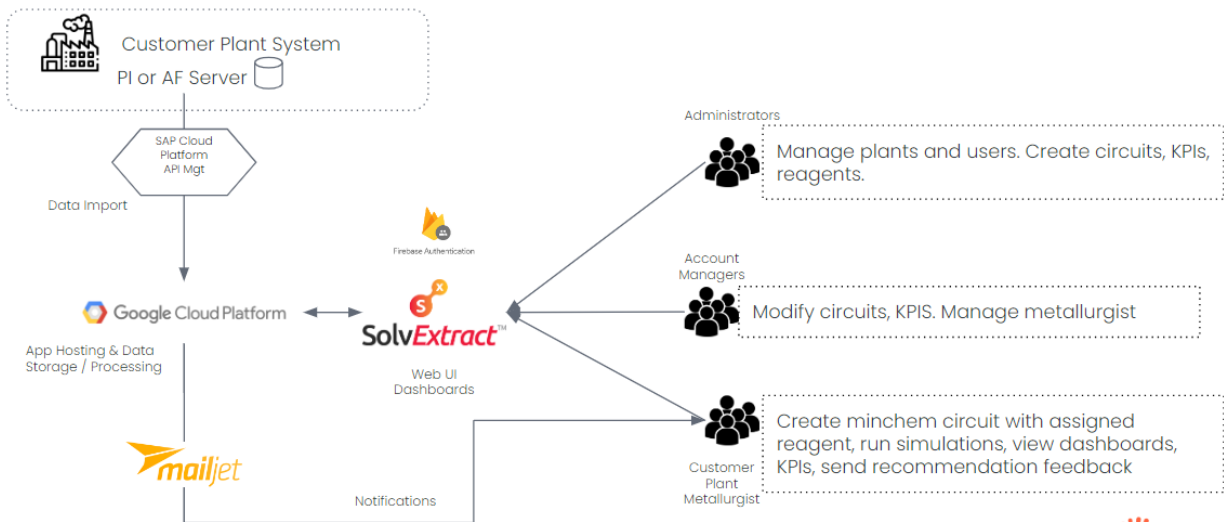 Customer Plant System
PI or AF Server
SAP Cloud
Platform
API Mgt
Data Import
Firebase Authentication
Google Cloud Platform
App Hosting & Data
Storage / Processing
S
X
SolvExtract™
Web UI
Dashboards
mailjet
Notifications
Administrators
Manage plants and users. Create circuits, KPIs,
reagents.
Account
Managers
Modify circuits, KPIS. Manage metallurgist
Customer
Plant
Metallurgist
Create minchem circuit with assigned
reagent, run simulations, view dashboards,
KPIs, send recommendation feedback